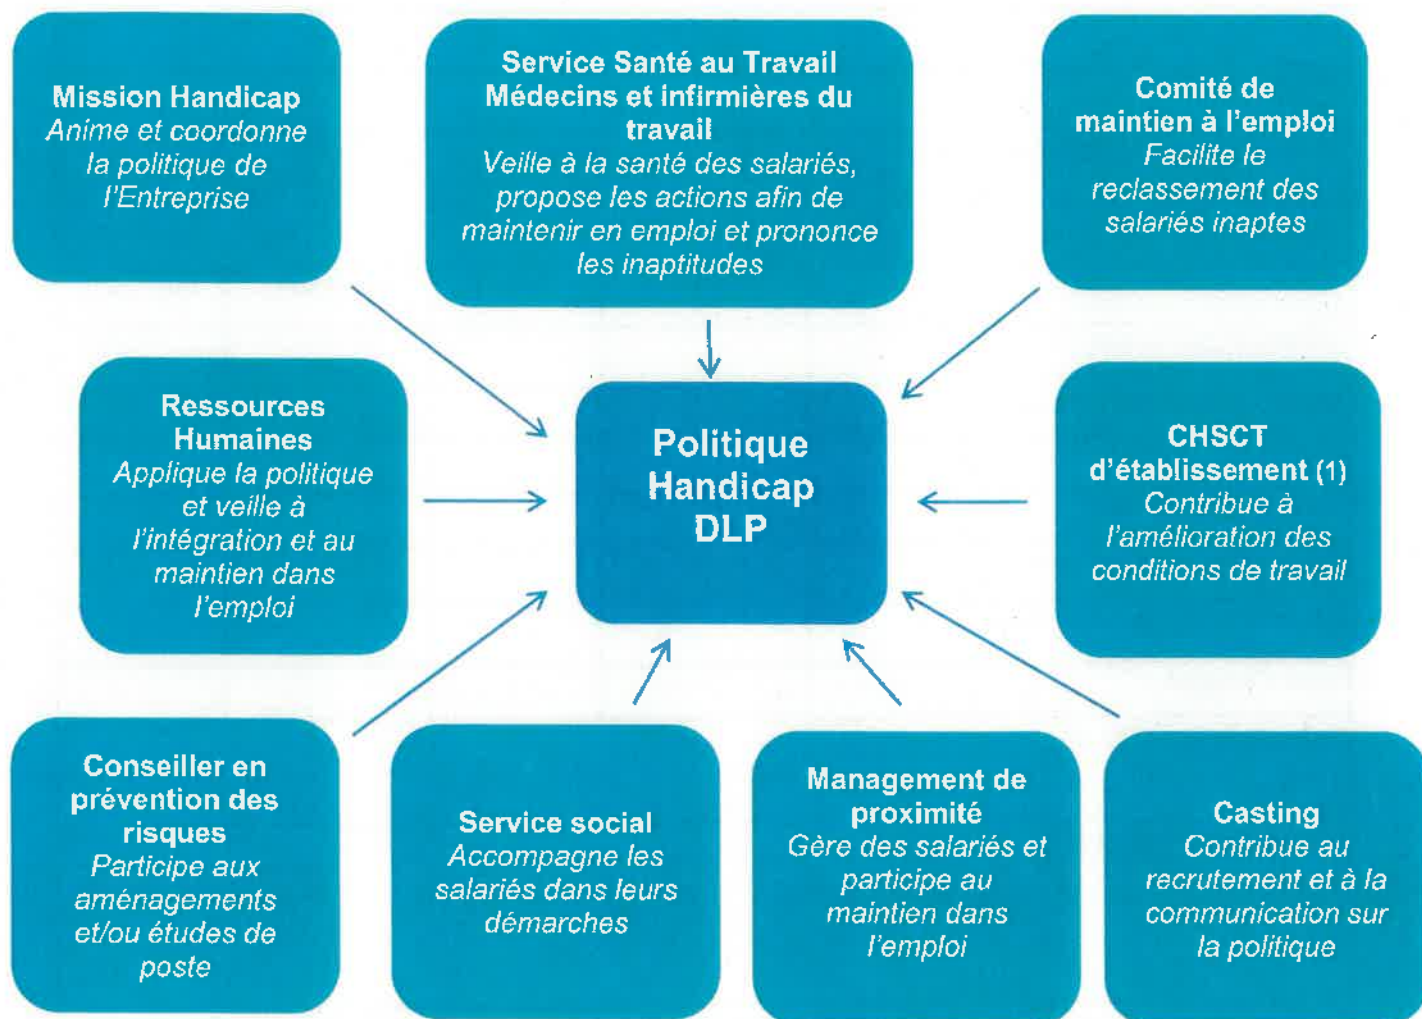 Mission Handicap
Anime et coordonne
la politique de
l'Entreprise
Service Santé au Travail
Médecins et infirmières du
travail
Veille à la santé des salariés,
propose les actions afin de
maintenir en emploi et prononce
les inaptitudes
Comité de
maintien à l'emploi
Facilite le
reclassement des
salariés inaptes
Ressources
Humaines
Applique la politique
et veille à
l'intégration et au
maintien dans
l'emploi
Politique
Handicap
DLP
CHSCT
d'établissement (1)
Contribue à
l'amélioration des
conditions de travail
Conseiller en
prévention des
risques
Participe aux
aménagements
et/ou études de
poste
Service social
Accompagne les
salariés dans leurs
démarches
Management de
proximité
Gère des salariés et
participe au
maintien dans
l'emploi
Casting
Contribue au
recrutement et à la
communication sur
la politique